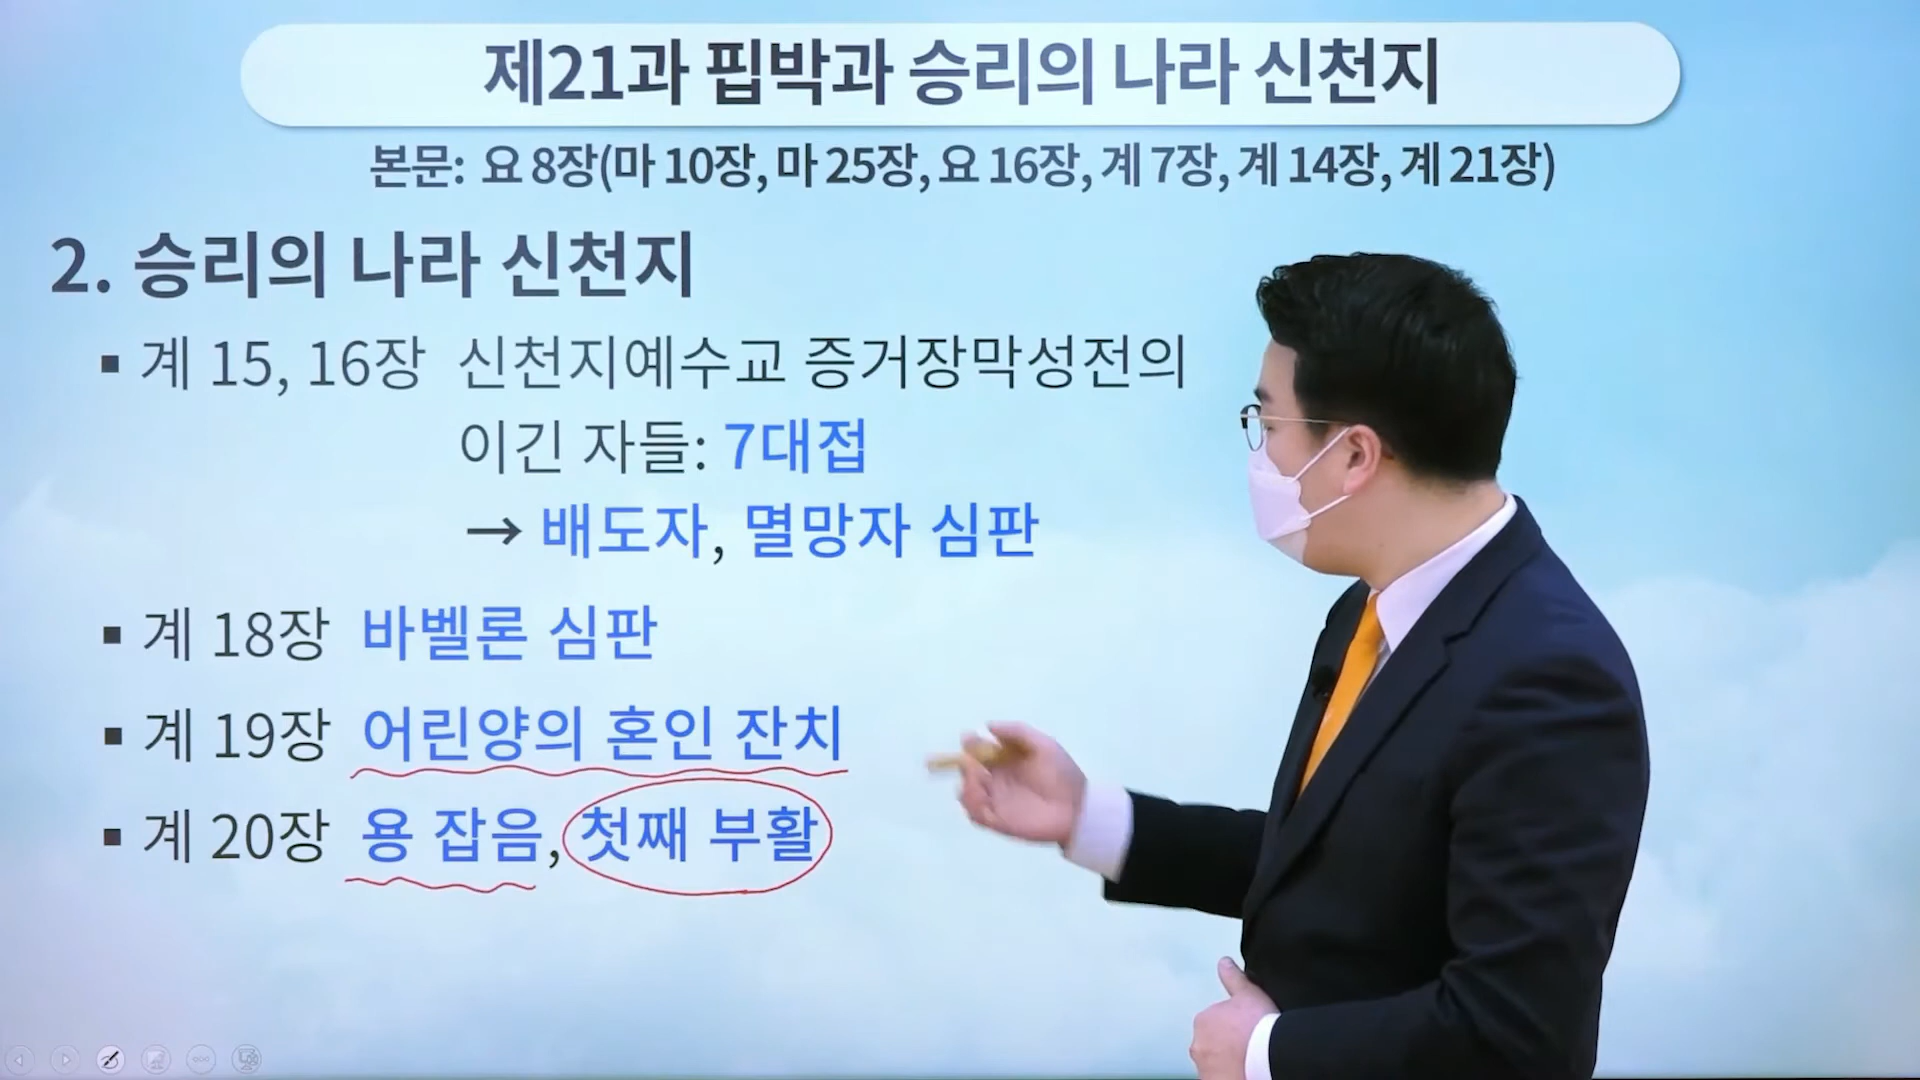 제21과 핍박과 승리의 나라 신천지
본문: 요 8장(마 10장, 마 25장, 요 16장, 계 7장, 계 14장, 계 21장)
2. 승리의 나라 신천지
▪ 계 15, 16장 신천지예수교 증거장막성전의
이긴 자들: 7대접
→ 배도자, 멸망자 심판
▪ 계 18장 바벨론 심판
▪ 계 19장 어린양의 혼인 잔치
▪ 계 20장 용 잡음, 첫째 부활